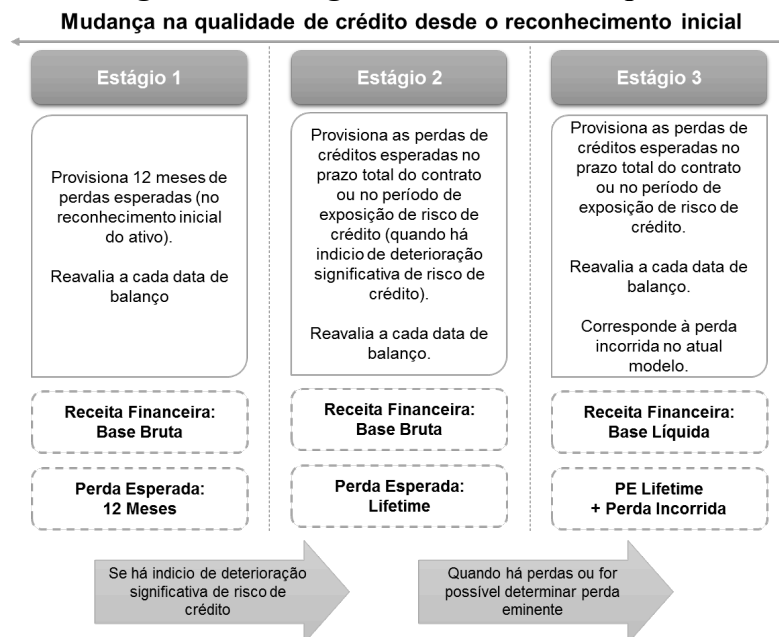 Mudança na qualidade de crédito desde o reconhecimento inicial
Estágio 1
Estágio 2
Estágio 3
Provisiona 12 meses de
perdas esperadas (no
reconhecimento inicial
do ativo).
Reavalia a cada data de
balanço
Provisiona as perdas de
créditos esperadas no
prazo total do contrato
ou no período de
exposição de risco de
crédito (quando há
indicio de deterioração
significativa de risco de
crédito).
Reavalia a cada data de
balanço.
Provisiona as perdas de
créditos esperadas no
prazo total do contrato
ou no período de
exposição de risco de
crédito.
Reavalia a cada data de
balanço.
Corresponde à perda
incorrida no atual
modelo.
Receita Financeira:
Base Bruta
Receita Financeira:
Base Bruta
Receita Financeira:
Base Líquida
Perda Esperada:
12 Meses
Perda Esperada:
Lifetime
PE Lifetime
+ Perda Incorrida
Se há indicio de deterioração
significativa de risco de
crédito
Quando há perdas ou for
possível determinar perda
eminente